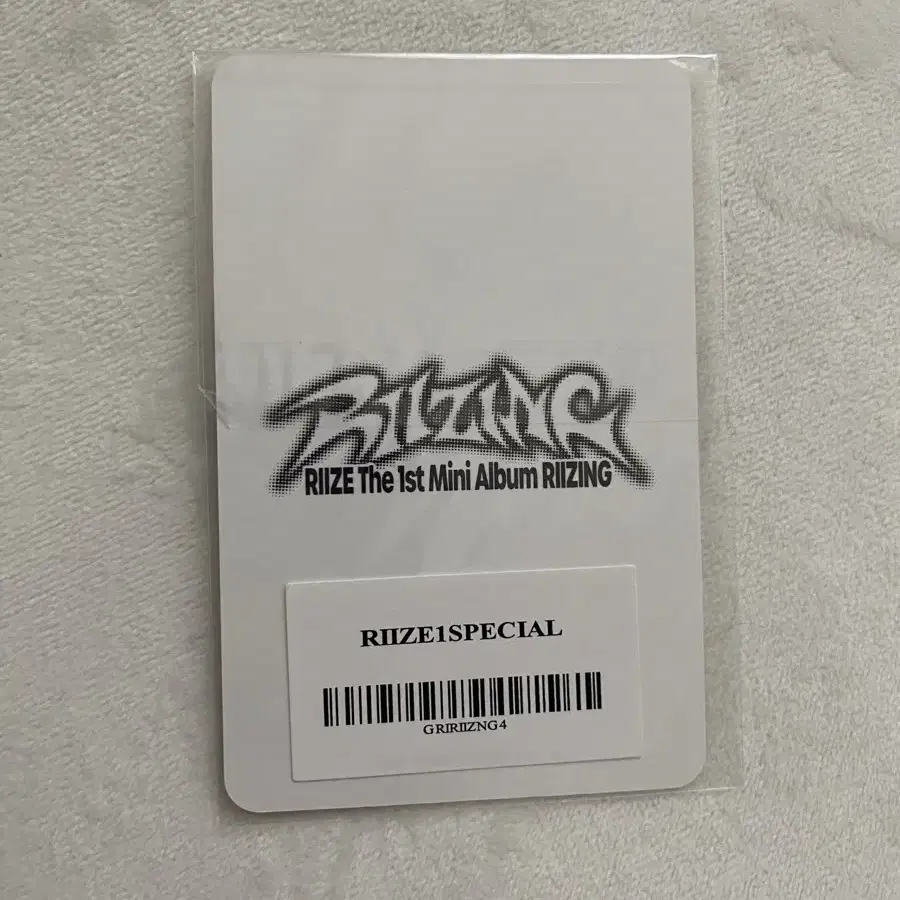 RIIZING
RIIZE The 1st Mini Album RIIZING
RIIZE1SPECIAL
GRIRIIZNG4